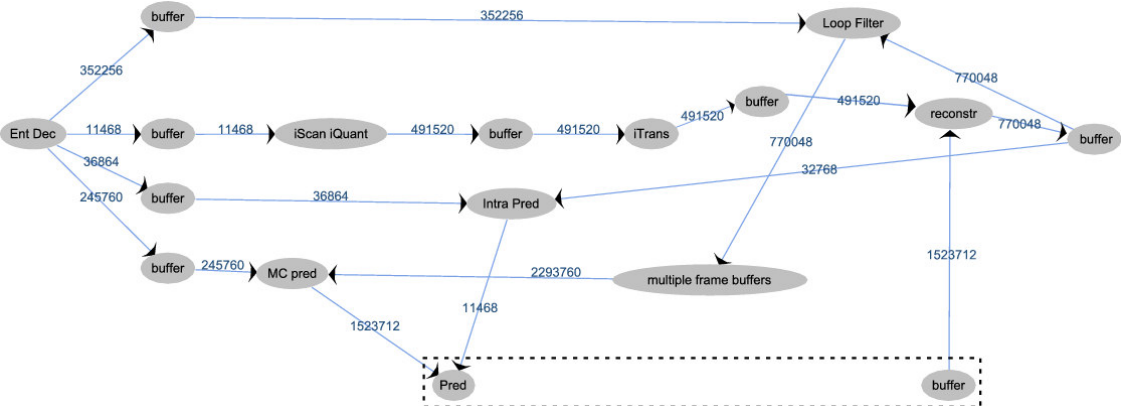 buffer
352256
Loop Filter
352256
770048
buffer
491520
491520
reconstr
Ent Dec
11468
buffer
11468
iScan iQuant
491520
buffer
491520
iTrans
770048
buffer
770048
36864
32768
245760
buffer
36864
Intra Pred
buffer
245760
MC pred
2293760
multiple frame buffers
1523712
11468
1523712
Pred
buffer